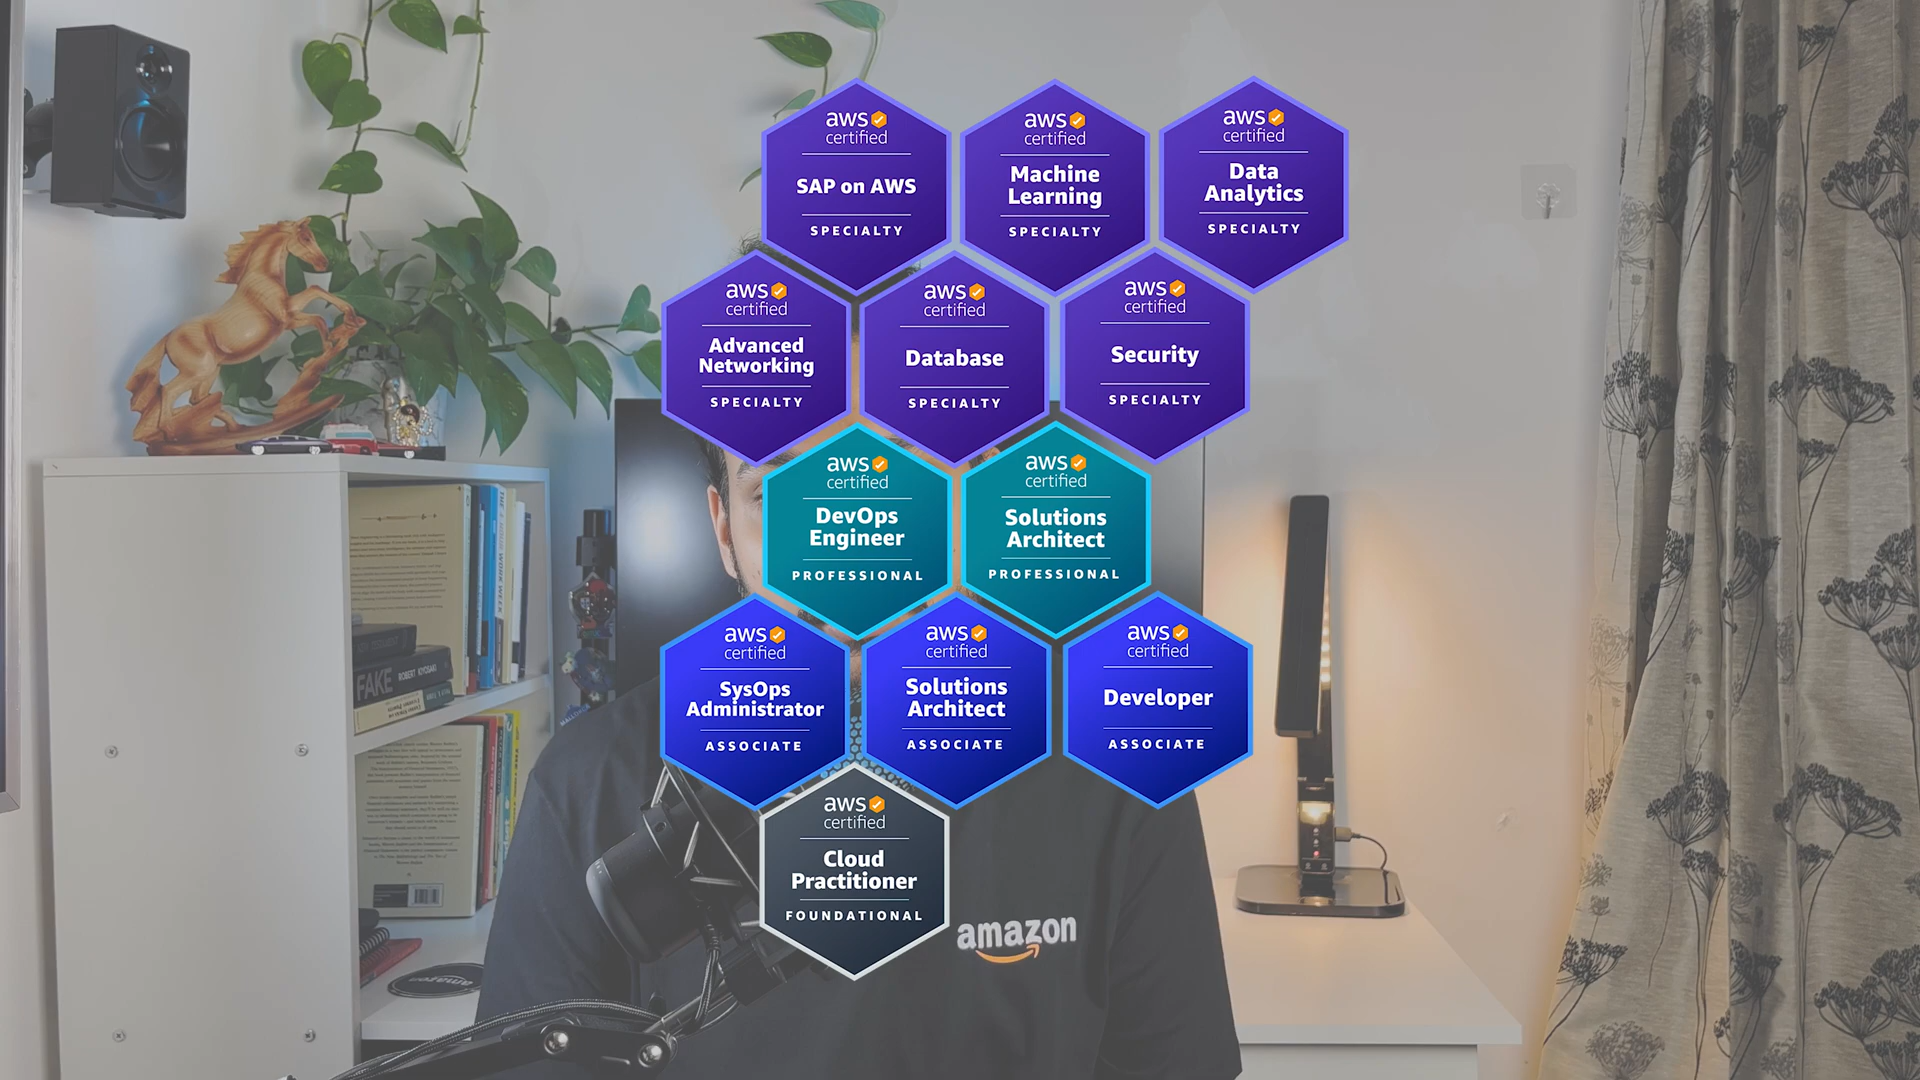 aws
certified
SAP on AWS
SPECIALTY
aws
certified
Machine
Learning
SPECIALTY
aws
certified
Data
Analytics
SPECIALTY
aws
certified
Advanced
Networking
SPECIALTY
aws
certified
Database
SPECIALTY
aws
certified
Security
SPECIALTY
aws
certified
DevOps
Engineer
PROFESSIONAL
aws
certified
Solutions
Architect
PROFESSIONAL
aws
certified
SysOps
Administrator
ASSOCIATE
aws
certified
Solutions
Architect
ASSOCIATE
aws
certified
Developer
ASSOCIATE
aws
certified
Cloud
Practitioner
FOUNDATIONAL
amazon
FAKE ROBERT KIYOSAKI
amazon